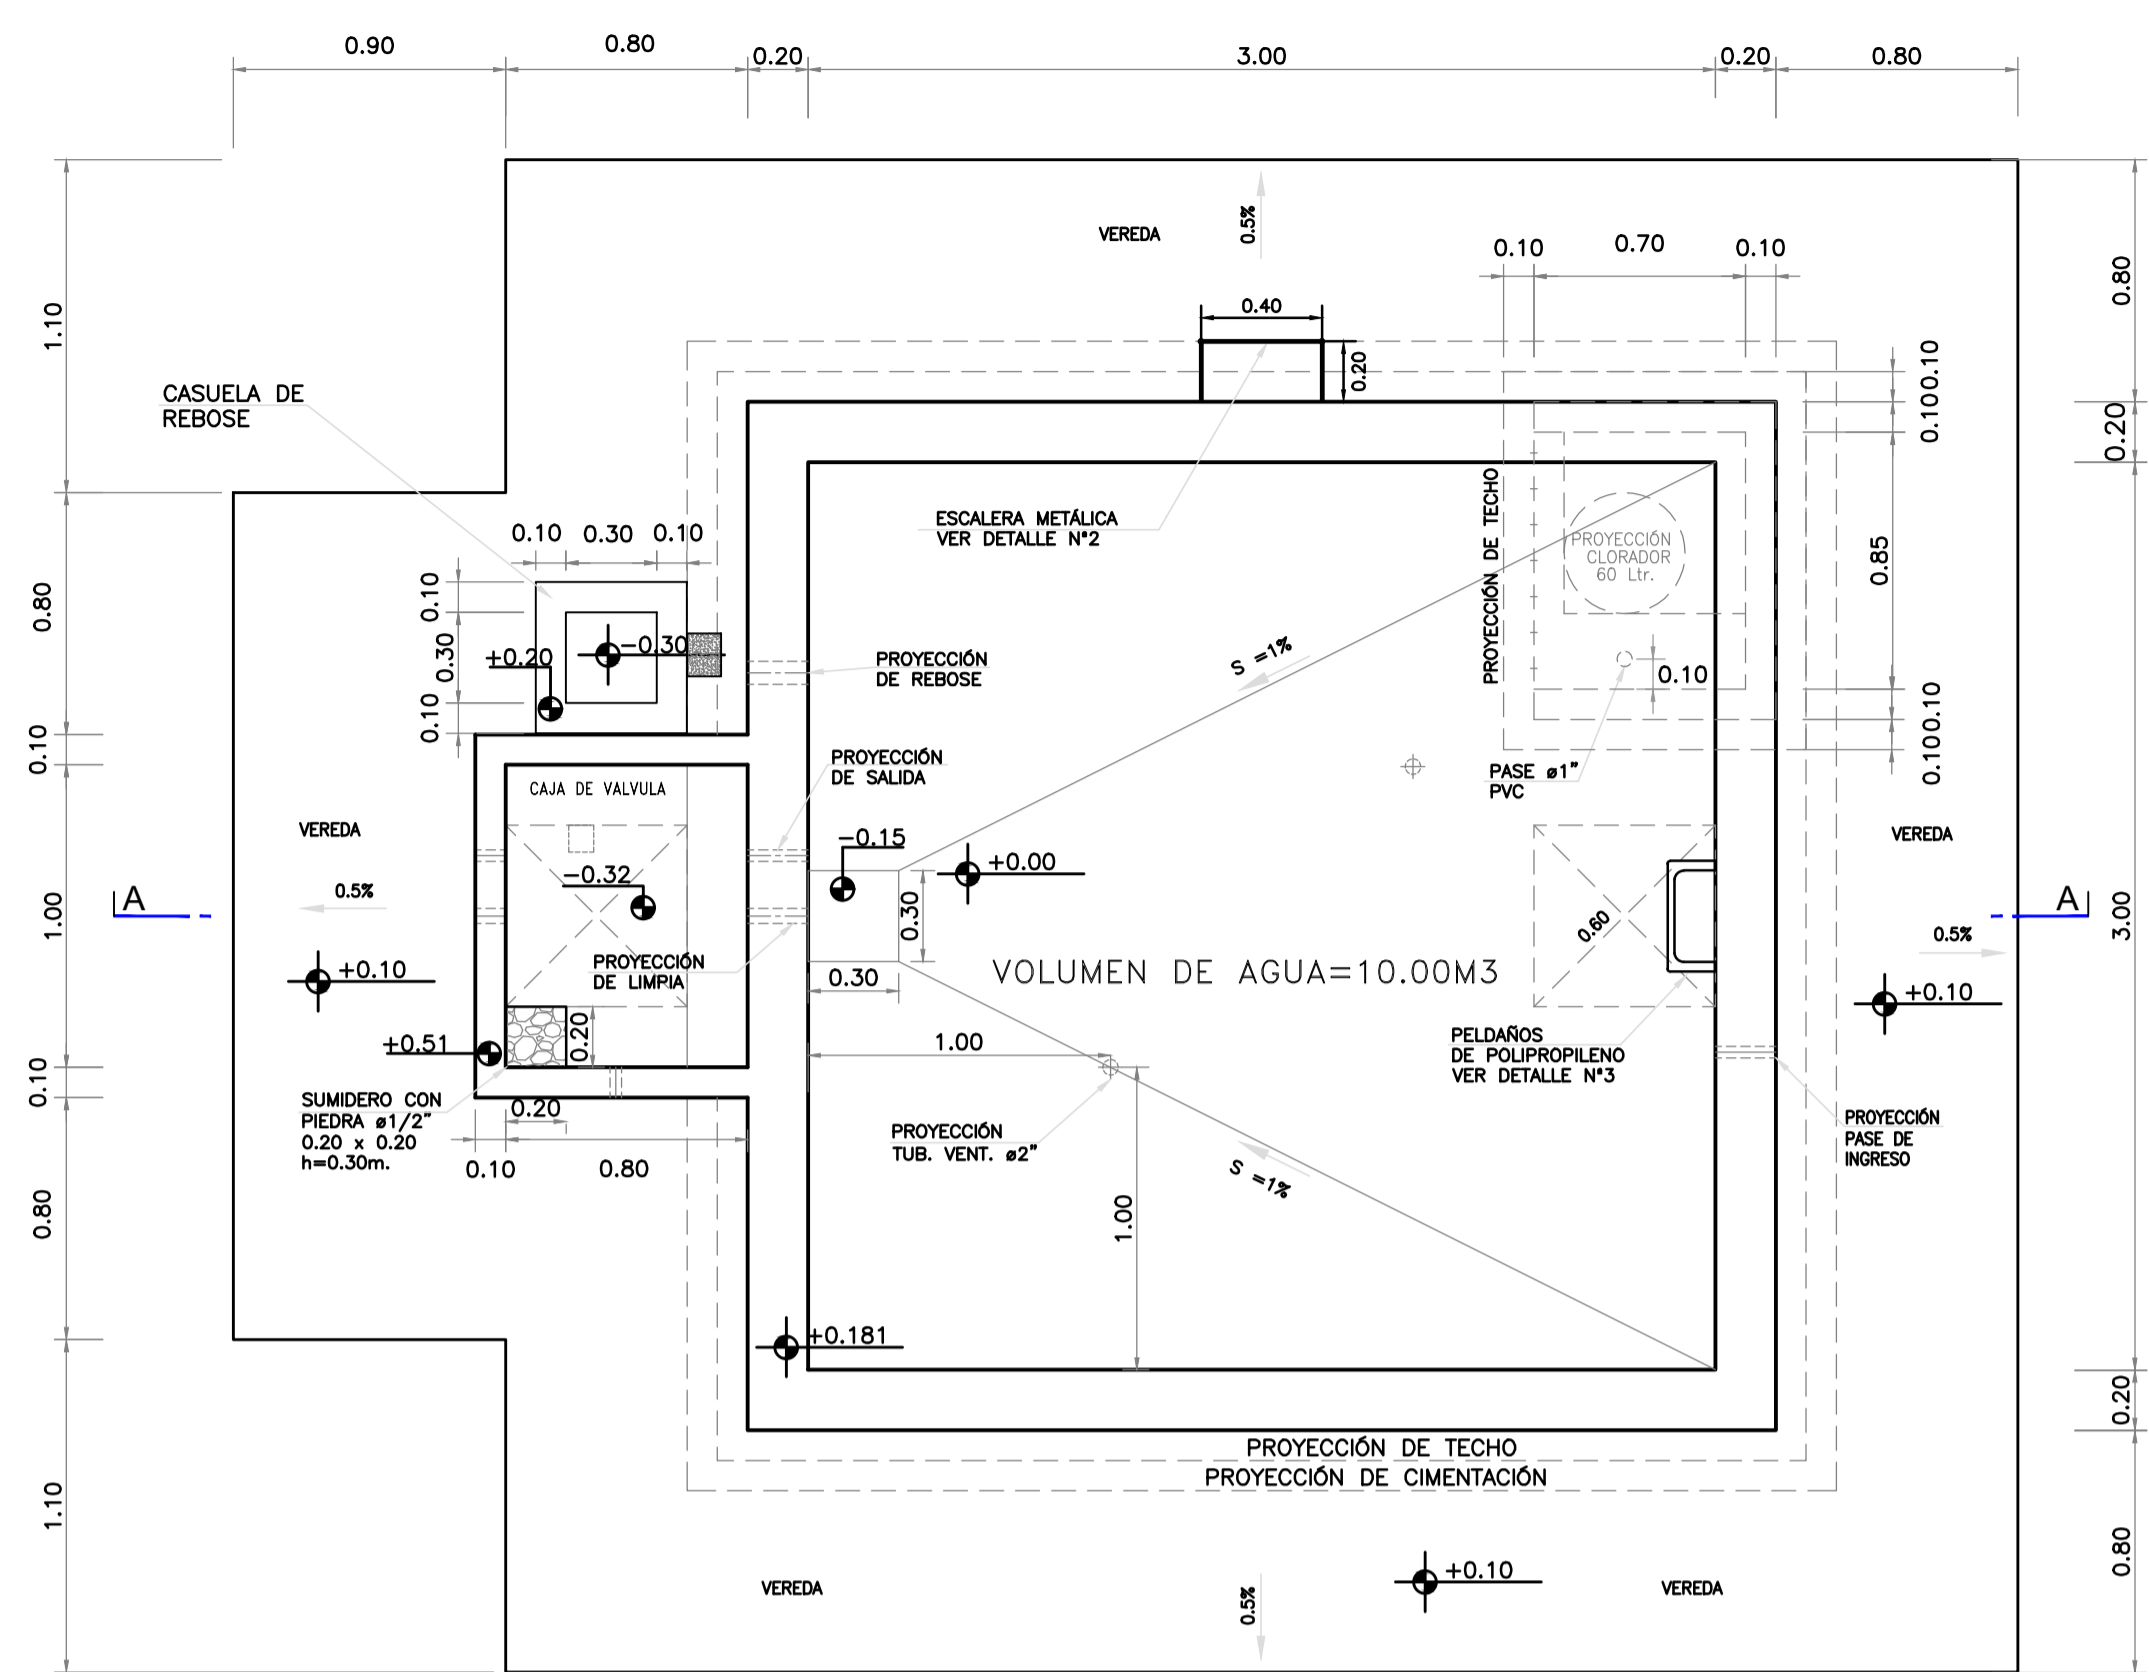 0.90
0.80
0.20
3.00
0.20
0.80
VEREDA
0.5%
0.10
0.70
0.10
1.10
0.80
0.40
0.20
0.10
0.10
0.20
CASUELA DE
REBOSE
ESCALERA METÁLICA
VER DETALLE N°2
PROYECCIÓN DE TECHO
PROYECCIÓN
CLORADOR
60 Ltr.
0.85
0.10
0.30
0.10
0.10
0.30
0.10
0.80
+0.20
-0.30
PROYECCIÓN
DE REBOSE
S =1%
0.10
0.10
0.10
0.10
PROYECCIÓN
DE SALIDA
PASE ø1"
PVC
CAJA DE VALVULA
VEREDA
-0.15
+0.00
VEREDA
0.5%
-0.32
0.30
0.60
A
A
1.00
3.00
0.5%
+0.10
PROYECCIÓN
DE LIMPIA
0.30
VOLUMEN DE AGUA=10.00M3
+0.10
+0.51
0.20
1.00
PELDAÑOS
DE POLIPROPILENO
VER DETALLE N°3
0.10
SUMIDERO CON
PIEDRA ø1/2"
0.20 x 0.20
h=0.30m.
0.20
0.10
0.80
PROYECCIÓN
TUB. VENT. ø2"
S =1%
PROYECCIÓN
PASE DE
INGRESO
0.80
1.00
+0.181
0.20
PROYECCIÓN DE TECHO
PROYECCIÓN DE CIMENTACIÓN
1.10
0.80
VEREDA
0.5%
+0.10
VEREDA